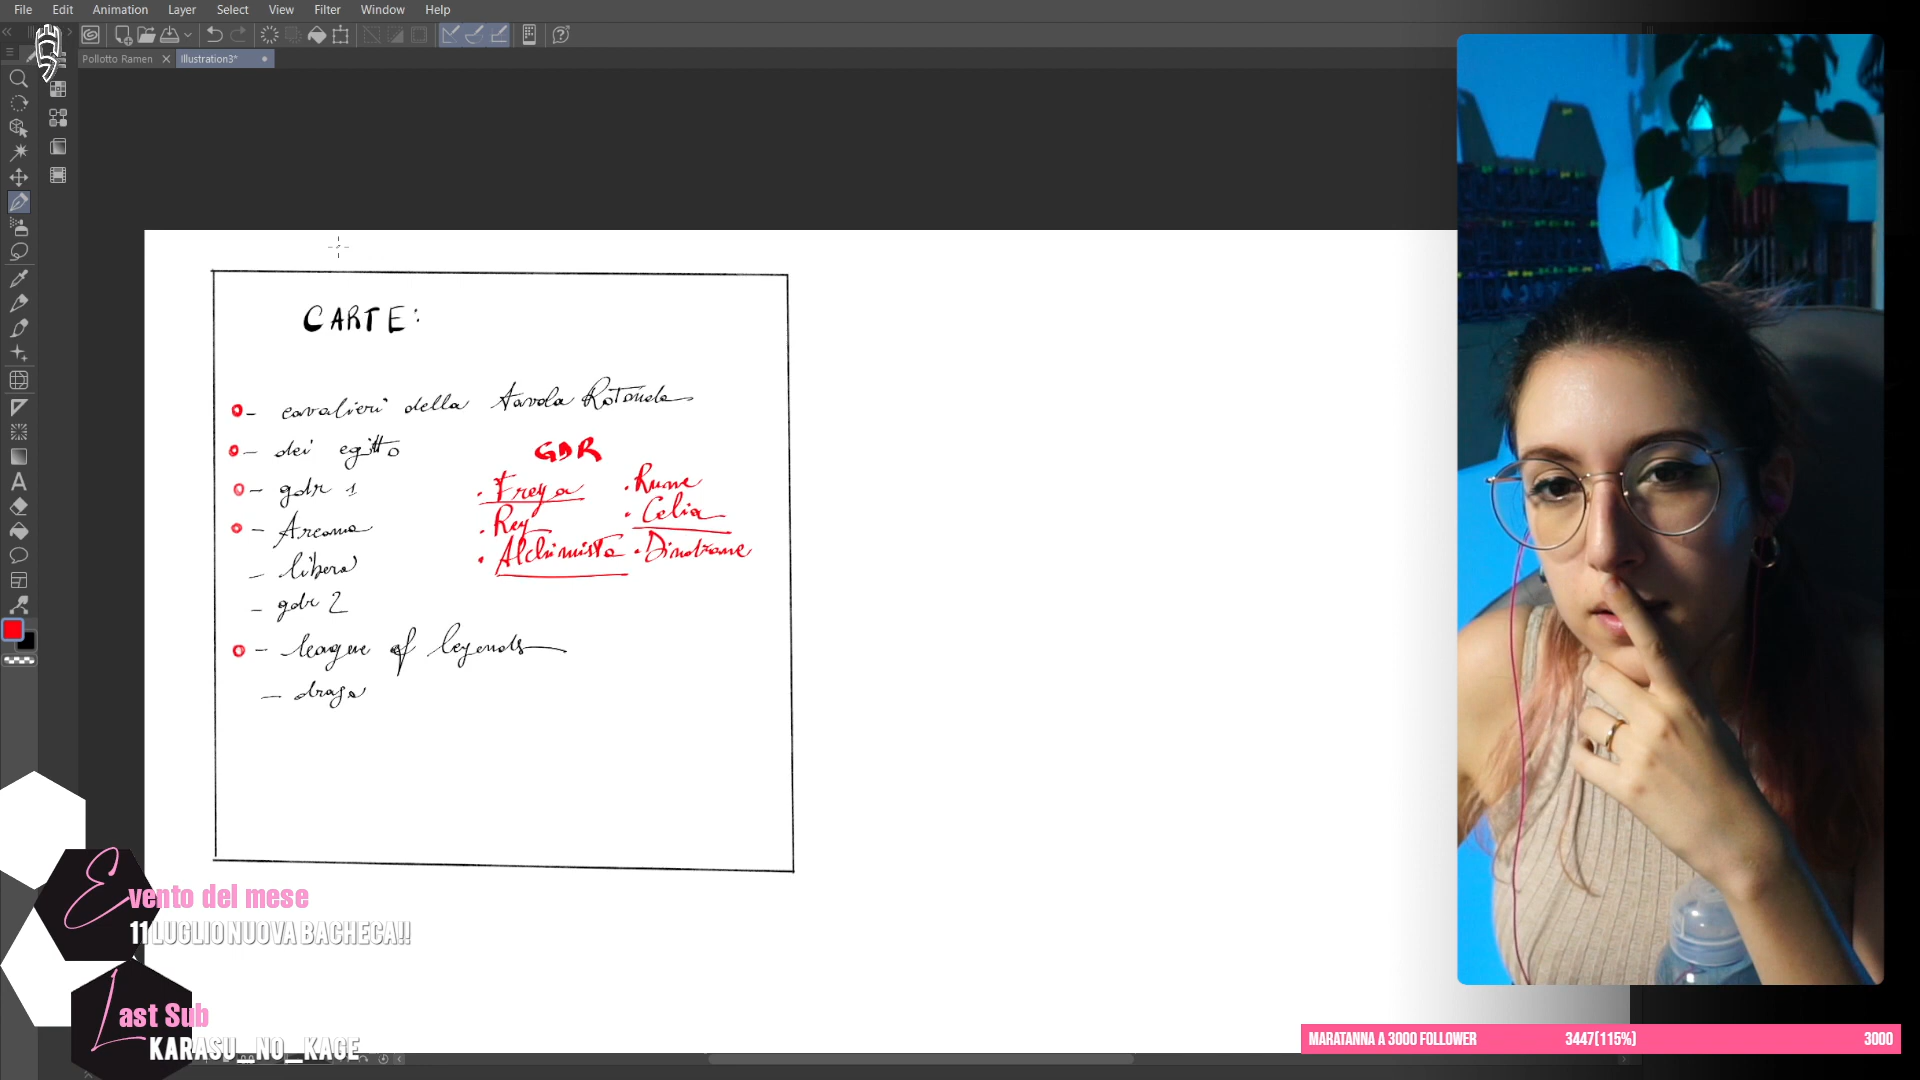 File Edit Animation Layer Select View Filter Window Help
Pollotto Ramen Illustration3*
CARTE:
- cavalieri della tavola Rotonda
- dei egitto
- gdr 1
- Arcana
- libera
- gdr 2
- league of legends
- drago
GDR
. Freya
. Rey
. Alchimista
. Rune
. Celia
Evento del mese
11 LUGLIO NUOVA BACHECA!!
Last Sub
KARASU_NO_KAGE
MARATANNA A 3000 FOLLOWER 3447(115%) 3000